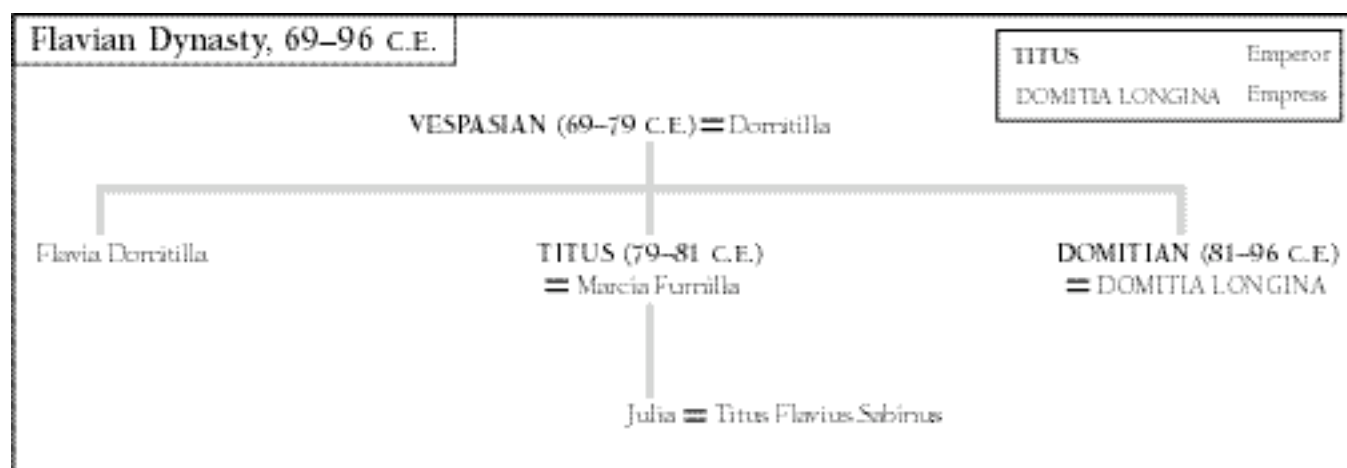 Flavian Dynasty, 69–96 C.E.
TITUS Emperor
DOMITIA LONGINA Empress
VESPASIAN (69–79 C.E.) = Domitilla
Flavia Domitilla
TITUS (79–81 C.E.)
= Marcia Furnilla
DOMITIAN (81–96 C.E.)
= DOMITIA LONGINA
Julia = Titus Flavius Sabinus